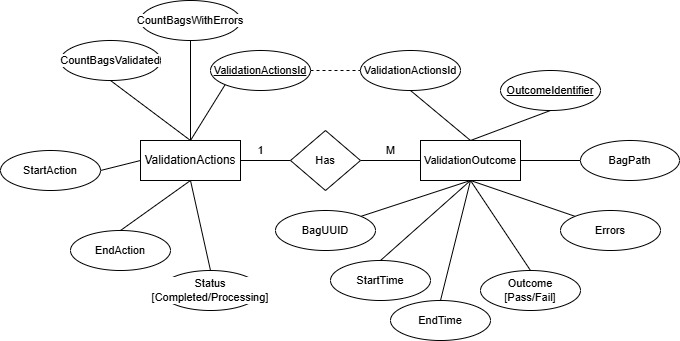 CountBagsWithErrors
CountBagsValidated
ValidationActionsId
ValidationActionsId
OutcomeIdentifier
ValidationActions
1
Has
M
ValidationOutcome
BagPath
StartAction
BagUUID
Errors
EndAction
StartTime
Status
[Completed/Processing]
Outcome
[Pass/Fail]
EndTime